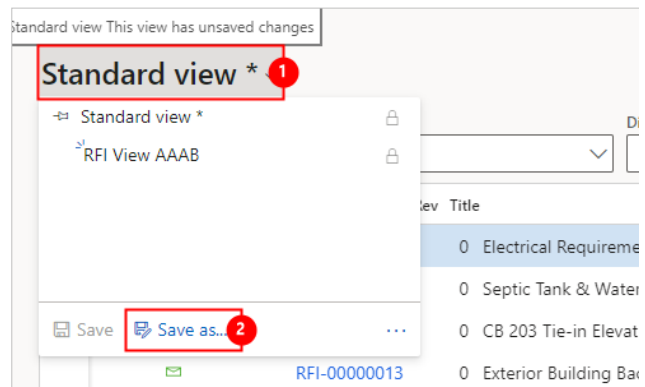 Standard view This view has unsaved changes
Standard view * 1
Standard view *
RFI View AAAB
Di
Rev Title
0 Electrical Requireme
0 Septic Tank & Water
Save Save as... 2 ...
0 CB 203 Tie-in Elevat
RFI-00000013 0 Exterior Building Bac